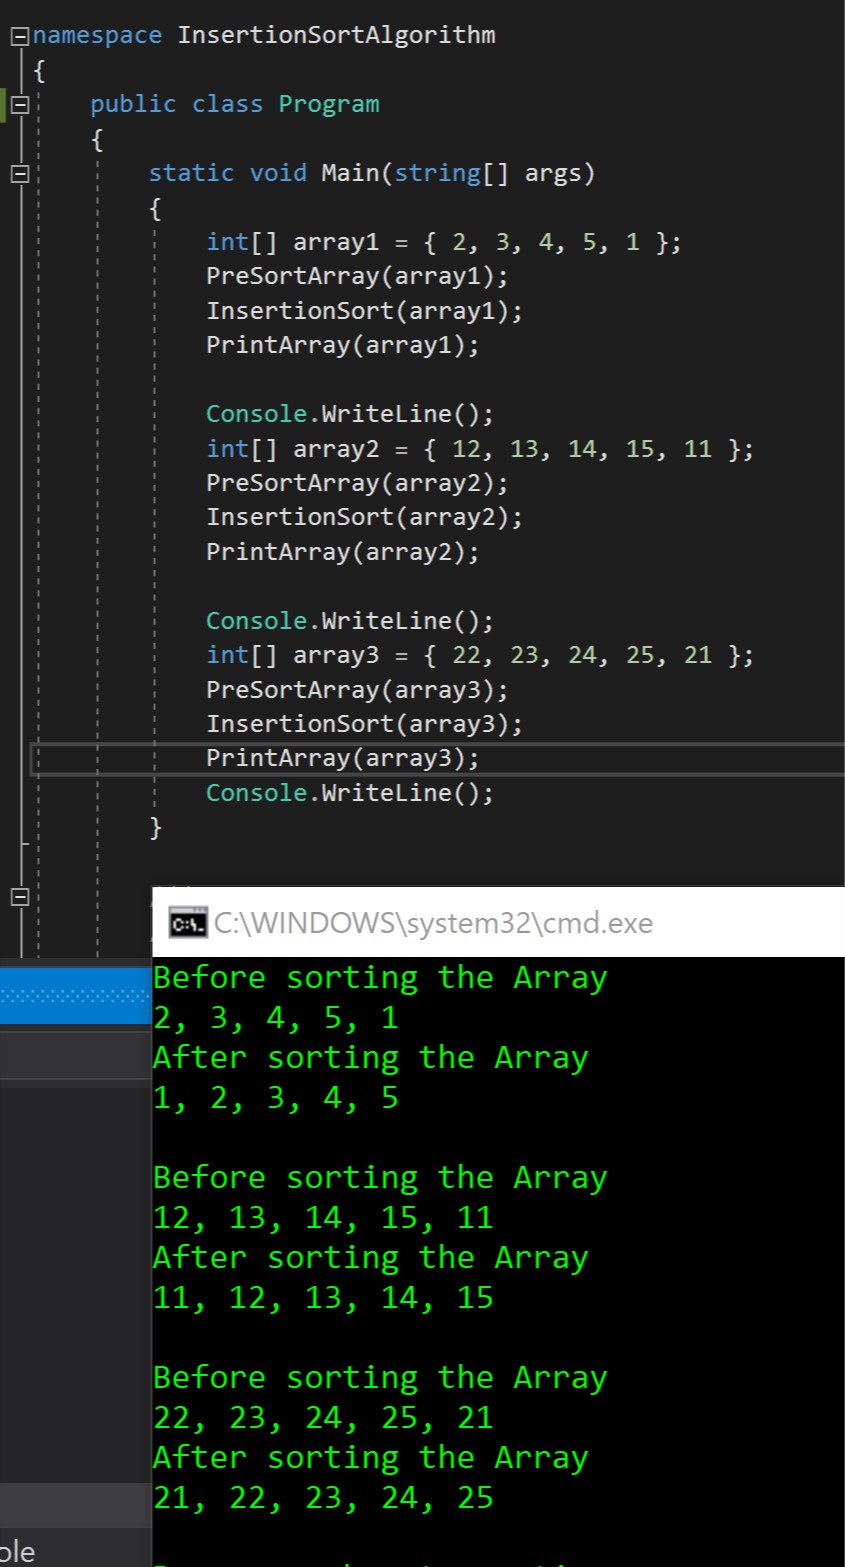 namespace InsertionSortAlgorithm
{
public class Program
{
static void Main(string[] args)
{
int[] array1 = { 2, 3, 4, 5, 1 };
PreSortArray(array1);
InsertionSort(array1);
PrintArray(array1);
Console.WriteLine();
int[] array2 = { 12, 13, 14, 15, 11 };
PreSortArray(array2);
InsertionSort(array2);
PrintArray(array2);
Console.WriteLine();
int[] array3 = { 22, 23, 24, 25, 21 };
PreSortArray(array3);
InsertionSort(array3);
PrintArray(array3);
Console.WriteLine();
}
C:\WINDOWS\system32\cmd.exe
Before sorting the Array
2, 3, 4, 5, 1
After sorting the Array
1, 2, 3, 4, 5
Before sorting the Array
12, 13, 14, 15, 11
After sorting the Array
11, 12, 13, 14, 15
Before sorting the Array
22, 23, 24, 25, 21
After sorting the Array
21, 22, 23, 24, 25
ole